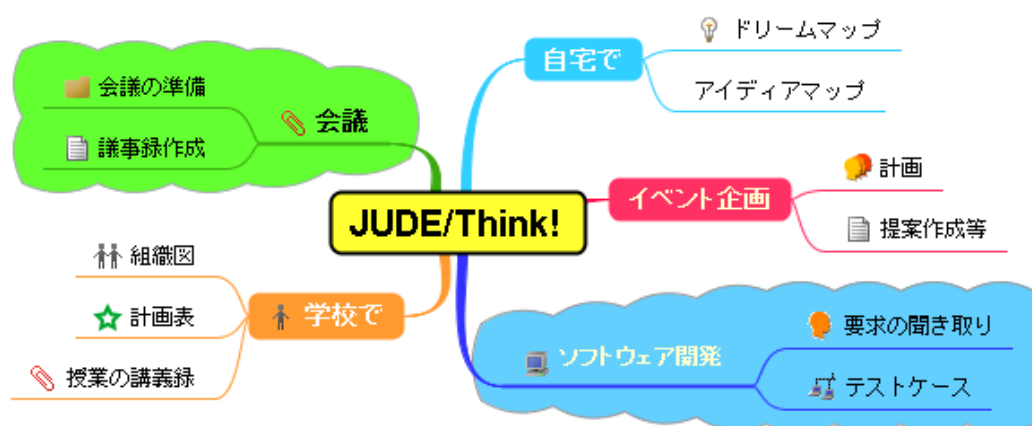 JUDE/Think!
会議
会議の準備
議事録作成
自宅で
ドリームマップ
アイディアマップ
イベント企画
計画
提案作成等
学校で
組織図
計画表
授業の講義録
ソフトウェア開発
要求の聞き取り
テストケース